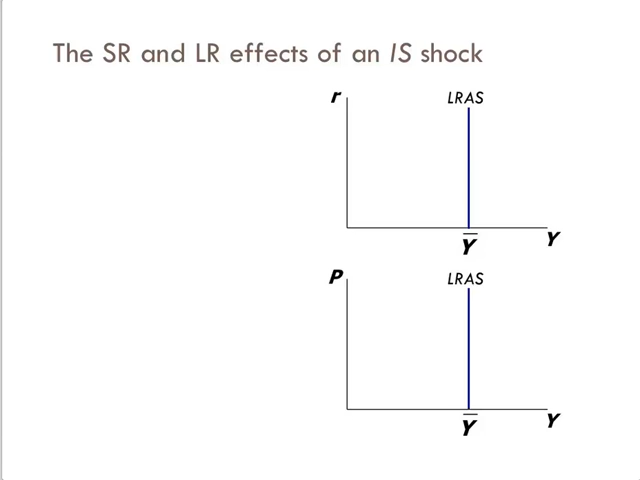 The SR and LR effects of an IS shock
r
LRAS
Y̅
Y
P
LRAS
Y̅
Y